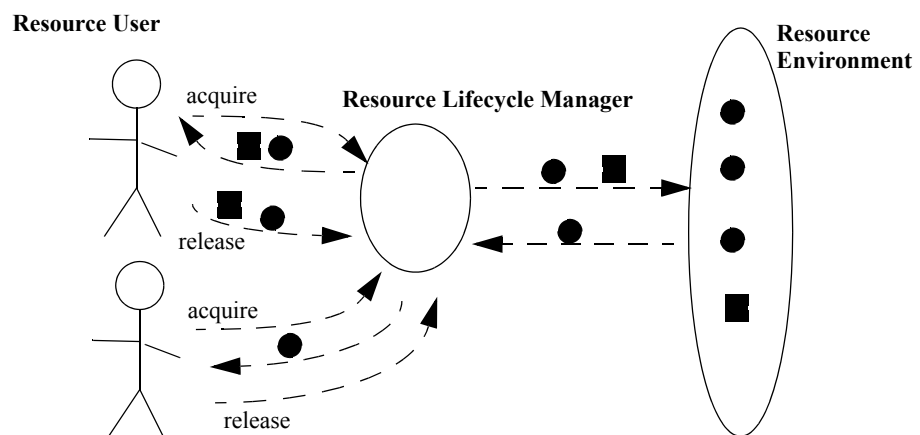 Resource User
Resource
Environment
acquire
Resource Lifecycle Manager
release
acquire
release